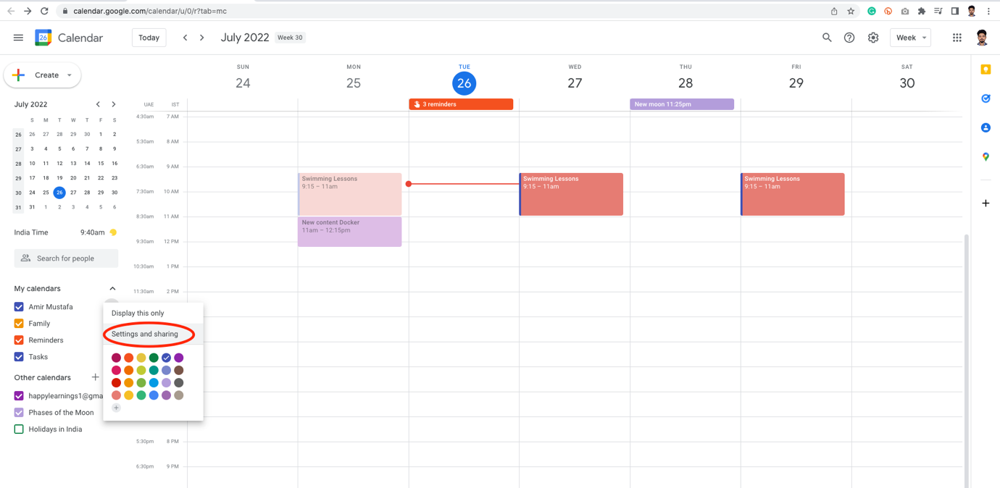 calendar.google.com/calendar/u/0/r?tab=mc
26 Calendar Today July 2022 Week 30 Week
Create
July 2022
S M T W T F S
26 26 27 28 29 30 1 2
27 3 4 5 6 7 8 9
28 10 11 12 13 14 15 16
29 17 18 19 20 21 22 23
30 24 25 26 27 28 29 30
31 31 1 2 3 4 5 6
India Time 9:40am
Search for people
My calendars
Amir Mustafa
Family
Reminders
Tasks
Other calendars
happylearnings1@gma
Phases of the Moon
Holidays in India
Display this only
Settings and sharing
SUN MON TUE WED THU FRI SAT
24 25 26 27 28 29 30
UAE IST
3 reminders
New moon 11:25pm
4:30am 7 AM
5:30am 8 AM
6:30am 9 AM
Swimming Lessons
9:15 – 11am
Swimming Lessons
9:15 – 11am
Swimming Lessons
9:15 – 11am
7:30am 10 AM
8:30am 11 AM
New content Docker
11am – 12:15pm
9:30am 12 PM
10:30am 1 PM
11:30am 2 PM
5:30pm 8 PM
6:30pm 9 PM